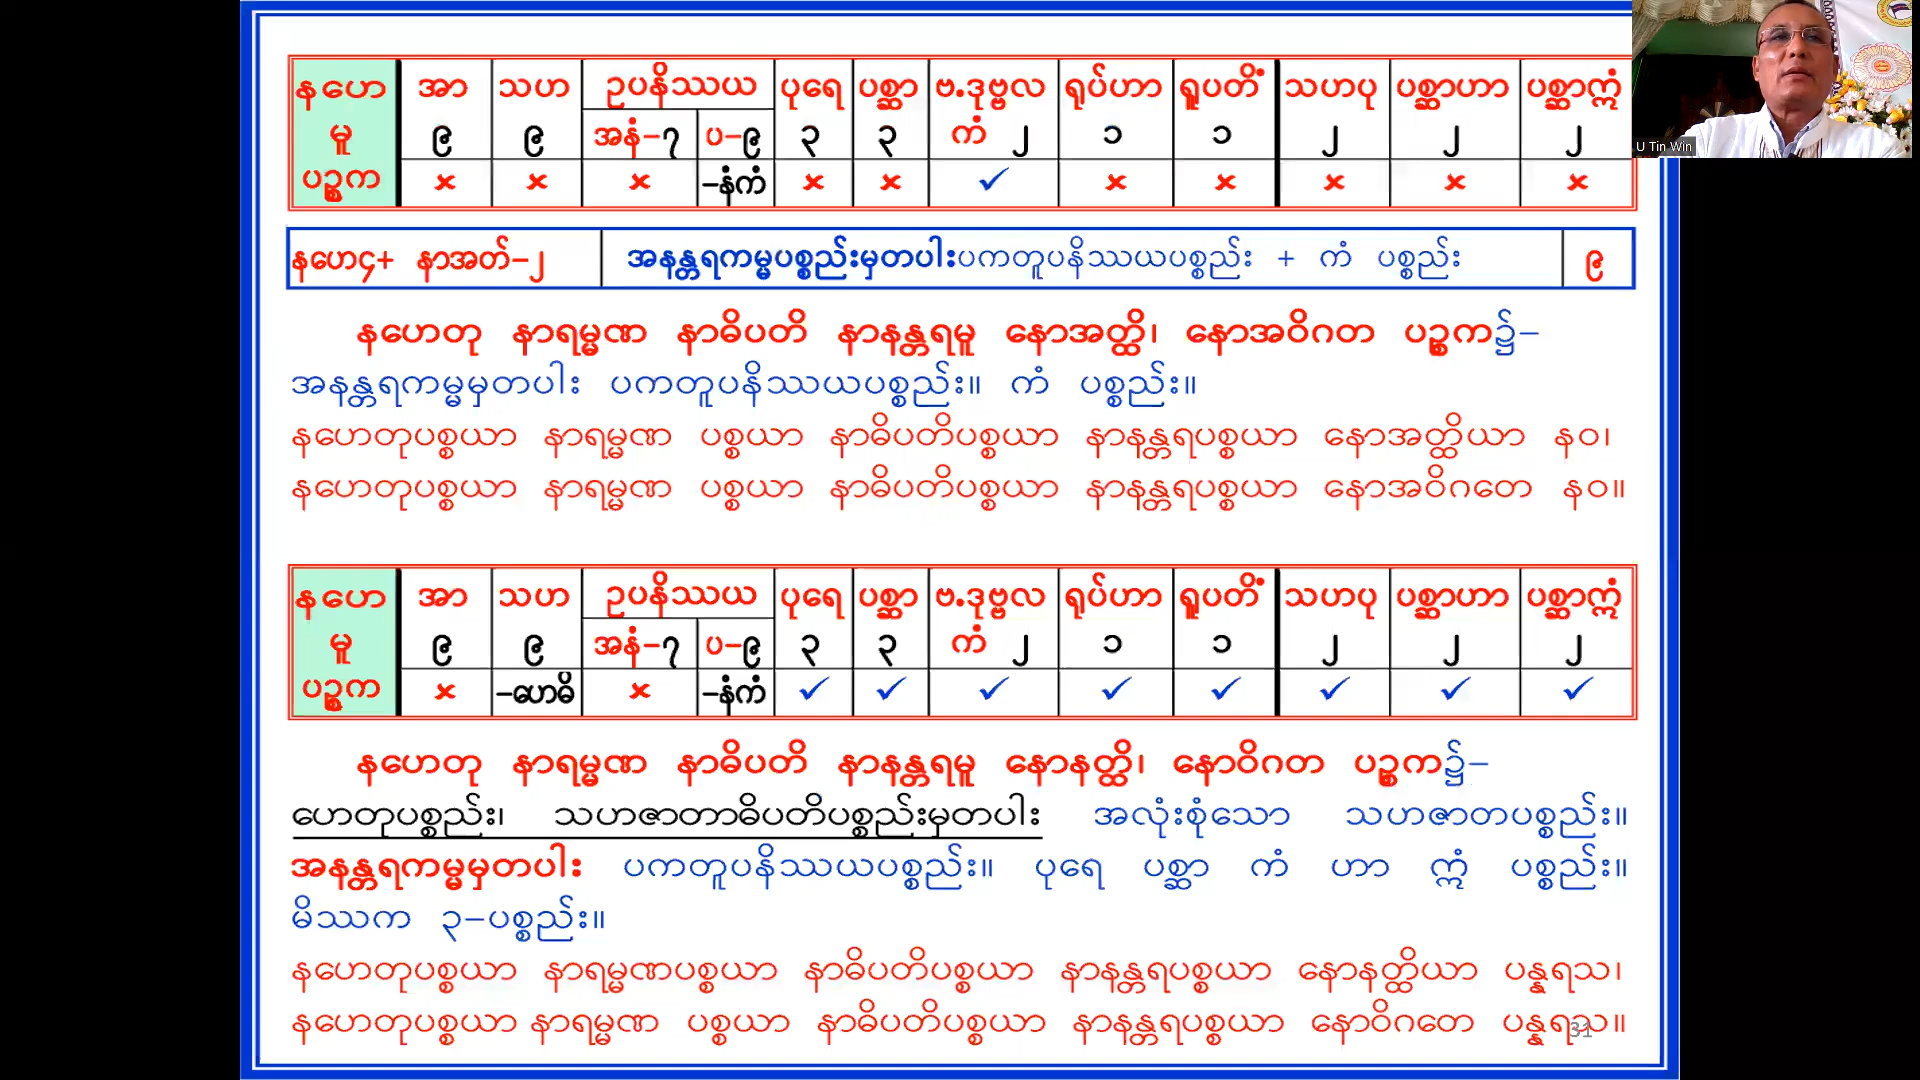 နဟေ အာ သဟ ဥပနိဿယ ပုရေ ပစ္ဆာ ဗ.ဒုဗ္ဗလ ရုပ်ဟာ ရူပတိံ သဟပု ပစ္ဆာဟာ ပစ္ဆာဣံ
မူ ၉ ၉ အနံ−၇ ပ−၉ ၃ ၃ ကံ ၂ ၁ ၁ ၂ ၂ ၂
ပဉ္စက × × × −နံကံ × × ✓ × × × × ×
U Tin Win
နဟေ၄+ နာအတ်−၂ အနန္တရကမ္မပစ္စည်းမှတပါးပကတူပနိဿယပစ္စည်း + ကံ ပစ္စည်း ၉
နဟေတု နာရမ္မဏ နာဓိပတိ နာနန္တရမူ နောအတ္ထိ၊ နောအဝိဂတ ပဉ္စက၌−
အနန္တရကမ္မမှတပါး ပကတူပနိဿယပစ္စည်း။ ကံ ပစ္စည်း။
နဟေတုပစ္စယာ နာရမ္မဏ ပစ္စယာ နာဓိပတိပစ္စယာ နာနန္တရပစ္စယာ နောအတ္ထိယာ နဝ၊
နဟေတုပစ္စယာ နာရမ္မဏ ပစ္စယာ နာဓိပတိပစ္စယာ နာနန္တရပစ္စယာ နောအဝိဂတေ နဝ။
နဟေ အာ သဟ ဥပနိဿယ ပုရေ ပစ္ဆာ ဗ.ဒုဗ္ဗလ ရုပ်ဟာ ရူပတိံ သဟပု ပစ္ဆာဟာ ပစ္ဆာဣံ
မူ ၉ ၉ အနံ−၇ ပ−၉ ၃ ၃ ကံ ၂ ၁ ၁ ၂ ၂ ၂
ပဉ္စက × −ဟေဓိ × −နံကံ ✓ ✓ ✓ ✓ ✓ ✓ ✓ ✓
နဟေတု နာရမ္မဏ နာဓိပတိ နာနန္တရမူ နောနတ္ထိ၊ နောဝိဂတ ပဉ္စက၌−
ဟေတုပစ္စည်း၊ သဟဇာတာဓိပတိပစ္စည်းမှတပါး အလုံးစုံသော သဟဇာတပစ္စည်း။
အနန္တရကမ္မမှတပါး ပကတူပနိဿယပစ္စည်း။ ပုရေ ပစ္ဆာ ကံ ဟာ ဣံ ပစ္စည်း။
မိဿက ၃−ပစ္စည်း။
နဟေတုပစ္စယာ နာရမ္မဏပစ္စယာ နာဓိပတိပစ္စယာ နာနန္တရပစ္စယာ နောနတ္ထိယာ ပန္နရသ၊
နဟေတုပစ္စယာ နာရမ္မဏ ပစ္စယာ နာဓိပတိပစ္စယာ နာနန္တရပစ္စယာ နောဝိဂတေ ပန္နရသ။
31